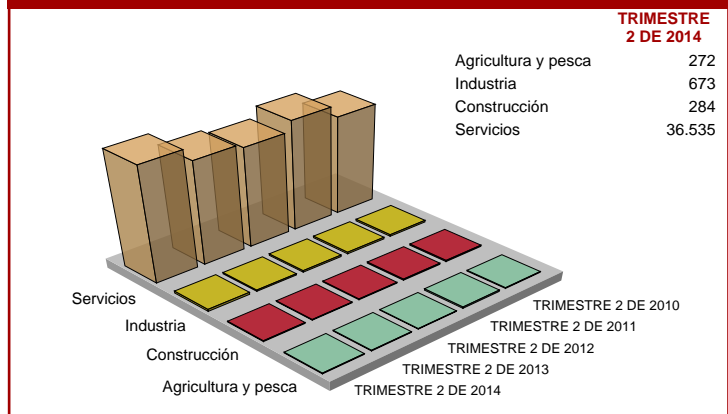 TRIMESTRE
2 DE 2014
Agricultura y pesca 272
Industria 673
Construcción 284
Servicios 36.535
Servicios
Industria
Construcción
Agricultura y pesca
TRIMESTRE 2 DE 2010
TRIMESTRE 2 DE 2011
TRIMESTRE 2 DE 2012
TRIMESTRE 2 DE 2013
TRIMESTRE 2 DE 2014